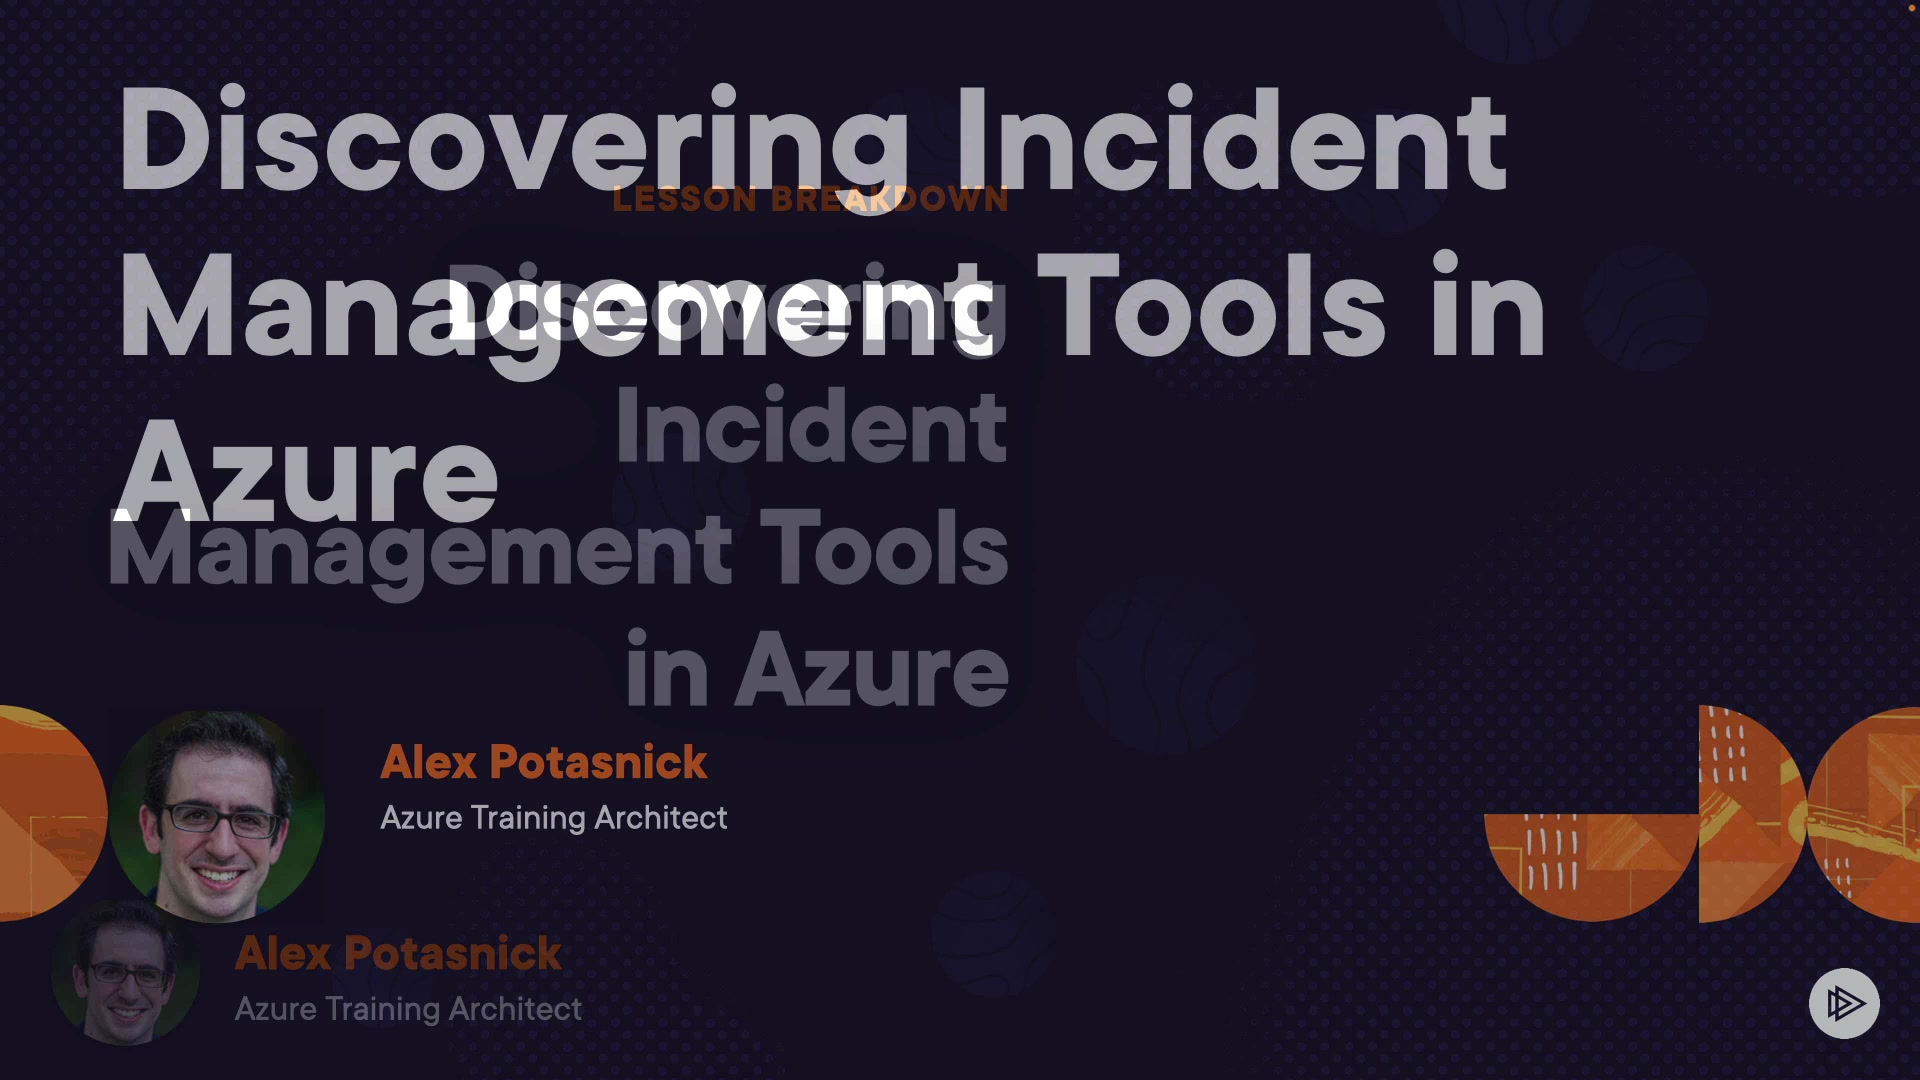 Discovering Incident
Management Tools in
Azure
LESSON BREAKDOWN
Discovering
Incident
Management Tools
in Azure
Alex Potasnick
Azure Training Architect
Alex Potasnick
Azure Training Architect